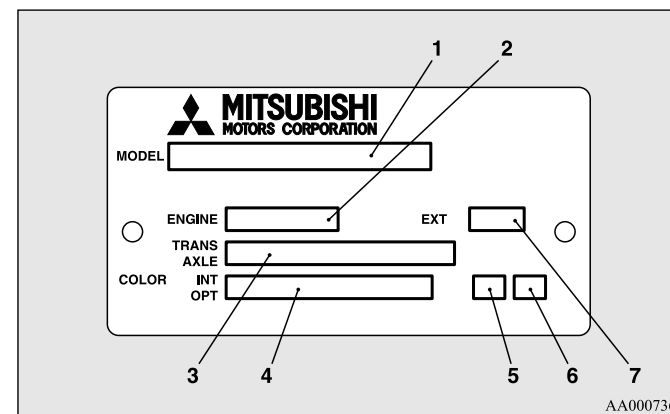 1 2
MITSUBISHI
MOTORS CORPORATION
MODEL
ENGINE EXT
TRANS
AXLE
COLOR INT
OPT
3 4 5 6 7